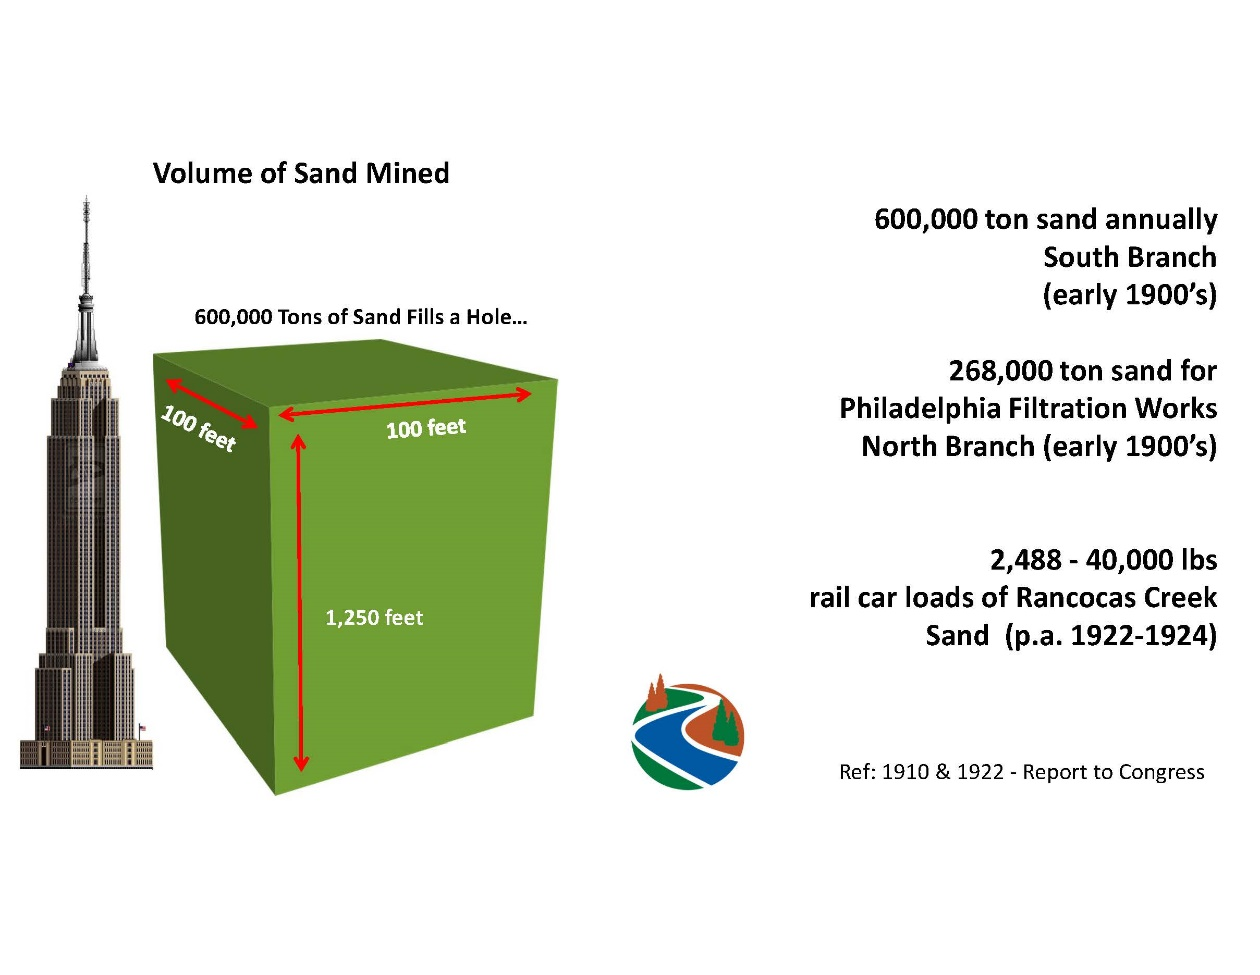 Volume of Sand Mined
600,000 Tons of Sand Fills a Hole...
100 feet
100 feet
1,250 feet
600,000 ton sand annually
South Branch
(early 1900’s)
268,000 ton sand for
Philadelphia Filtration Works
North Branch (early 1900’s)
2,488 - 40,000 lbs
rail car loads of Rancocas Creek
Sand  (p.a. 1922-1924)
Ref: 1910 & 1922 - Report to Congress